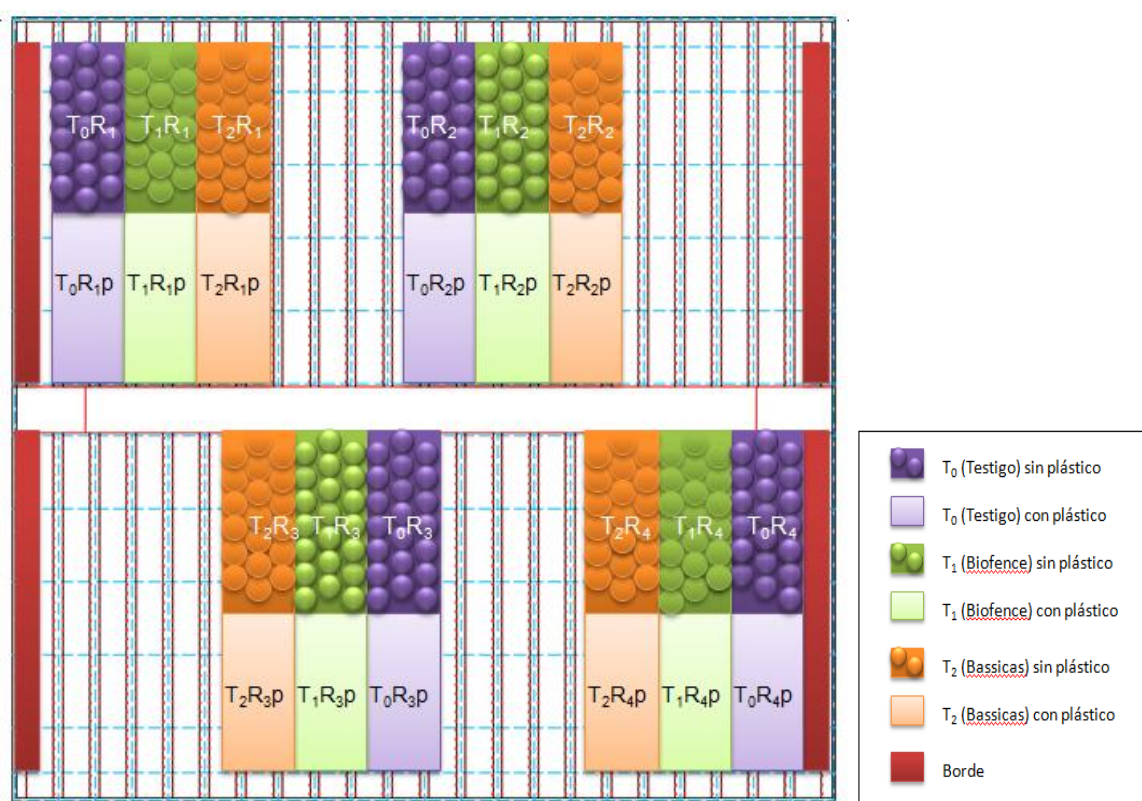 T₀R₁ T₁R₁ T₂R₁ T₀R₂ T₁R₂ T₂R₂
T₀R₁p T₁R₁p T₂R₁p T₀R₂p T₁R₂p T₂R₂p
T₂R₃ T₁R₃ T₀R₃ T₂R₄ T₁R₄ T₀R₄
T₂R₃p T₁R₃p T₀R₃p T₂R₄p T₁R₄p T₀R₄p
T₀ (Testigo) sin plástico
T₀ (Testigo) con plástico
T₁ (Biofence) sin plástico
T₁ (Biofence) con plástico
T₂ (Bassicas) sin plástico
T₂ (Bassicas) con plástico
Borde